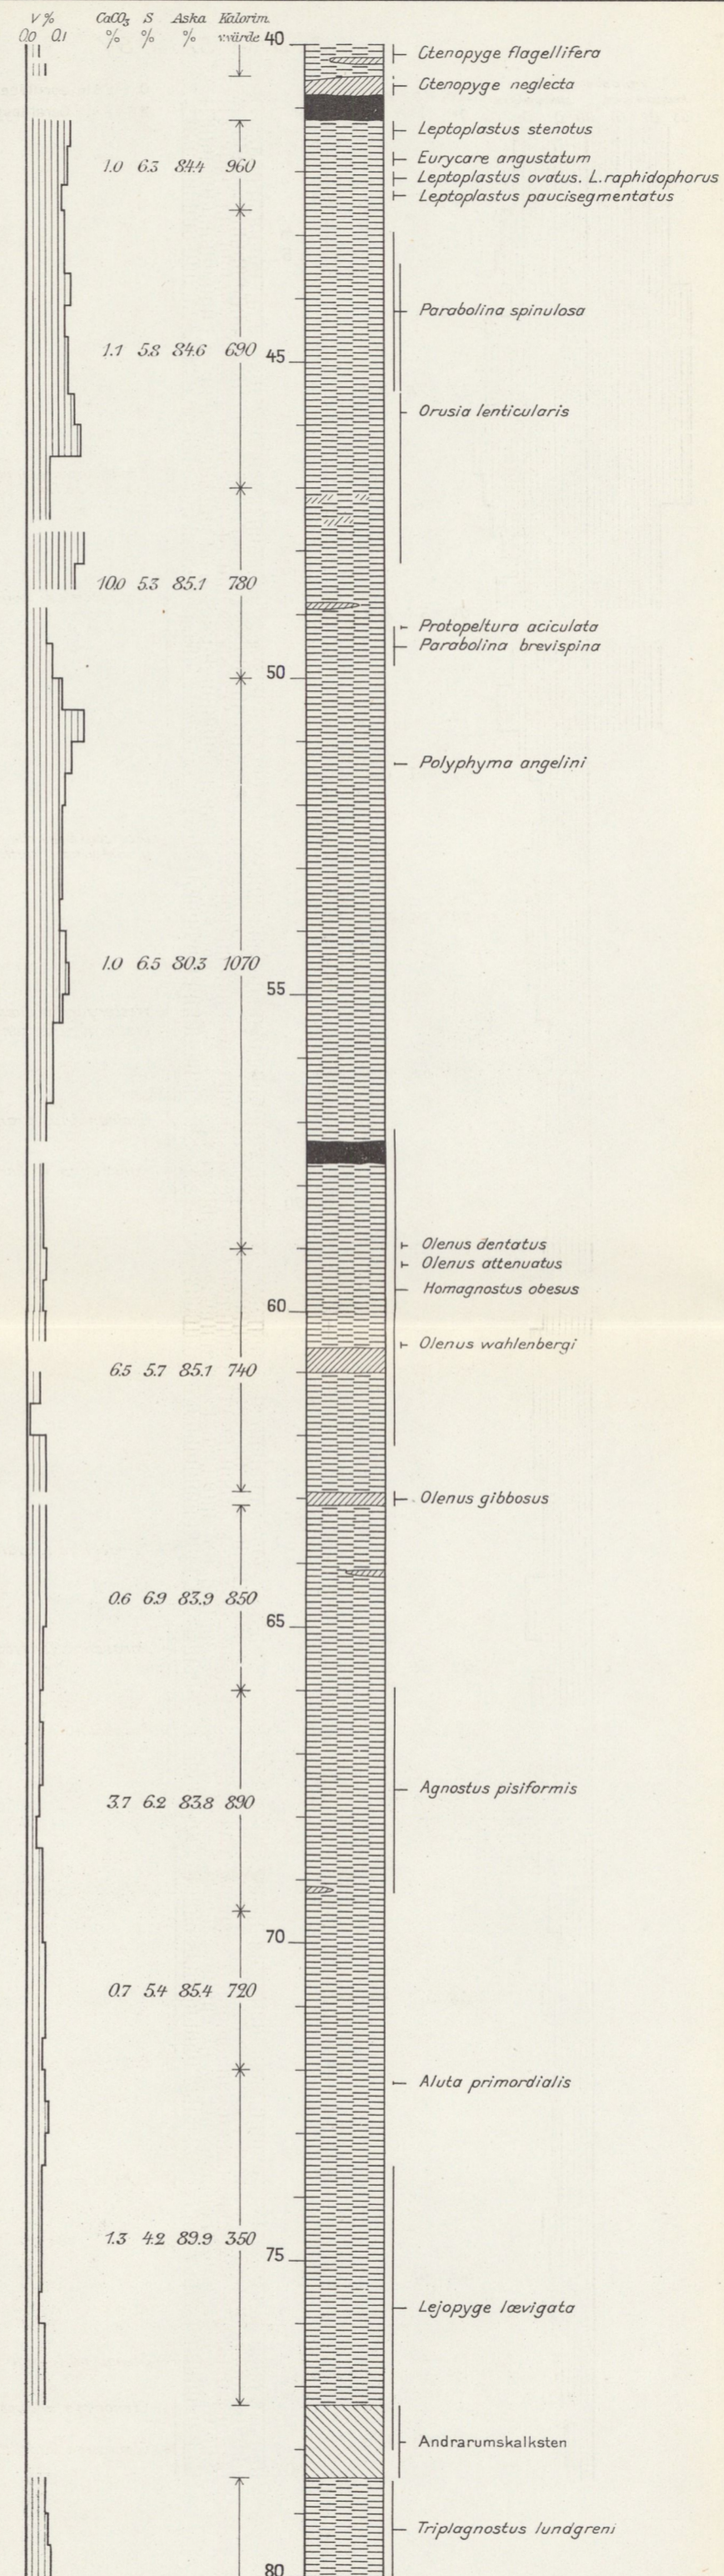 V % CaCO₃ S Aska Kalorim.
0.0 0.1 % % % v:värde 40
Ctenopyge flagellifera
Ctenopyge neglecta
Leptoplastus stenotus
Eurycare angustatum
1.0 6.3 84.4 960
Leptoplastus ovatus. L.raphidophorus
Leptoplastus paucisegmentatus
Parabolina spinulosa
1.1 5.8 84.6 690 45
Orusia lenticularis
10.0 5.3 85.1 780
Protopeltura aciculata
Parabolina brevispina
50
Polyphyma angelini
1.0 6.5 80.3 1070
55
Olenus dentatus
Olenus attenuatus
Homagnostus obesus
60
Olenus wahlenbergi
6.5 5.7 85.1 740
Olenus gibbosus
0.6 6.9 83.9 850
65
Agnostus pisiformis
3.7 6.2 83.8 890
70
0.7 5.4 85.4 720
Aluta primordialis
1.3 4.2 89.9 350
75
Lejopyge lævigata
Andrarumskalksten
Triplagnostus lundgreni
80